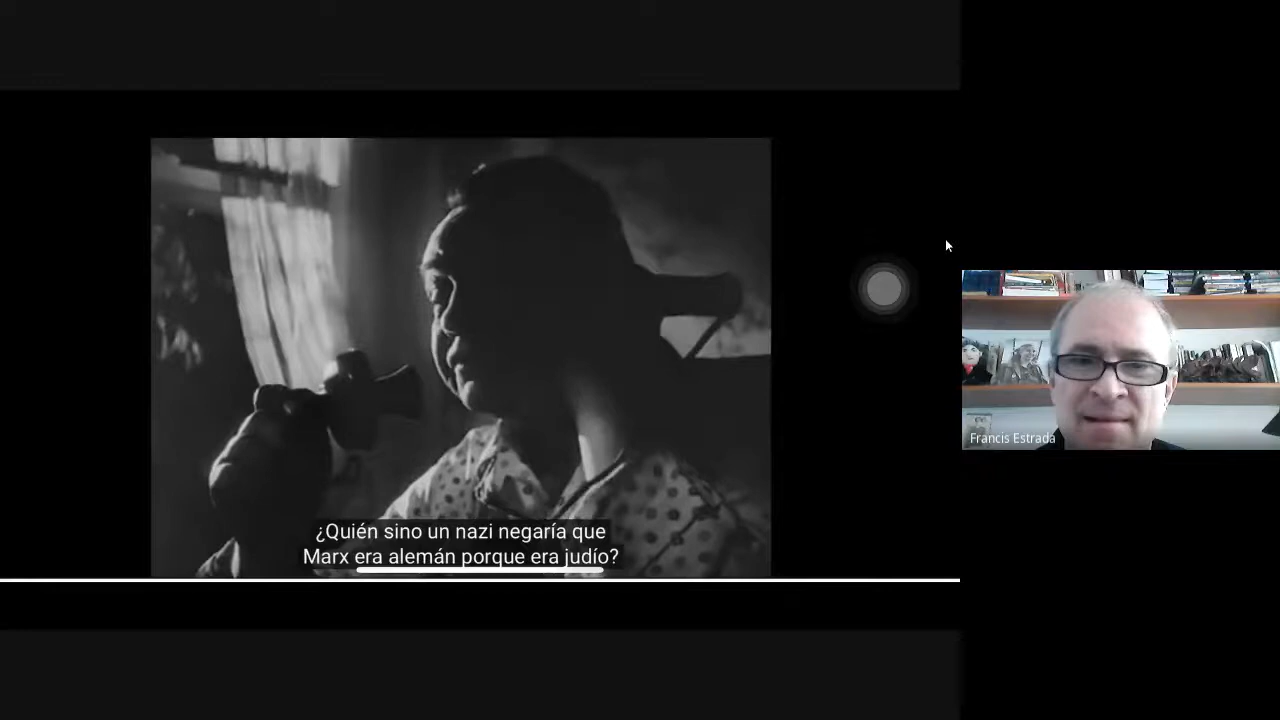 ¿Quién sino un nazi negaría que
Marx era alemán porque era judío?
Francis Estrada